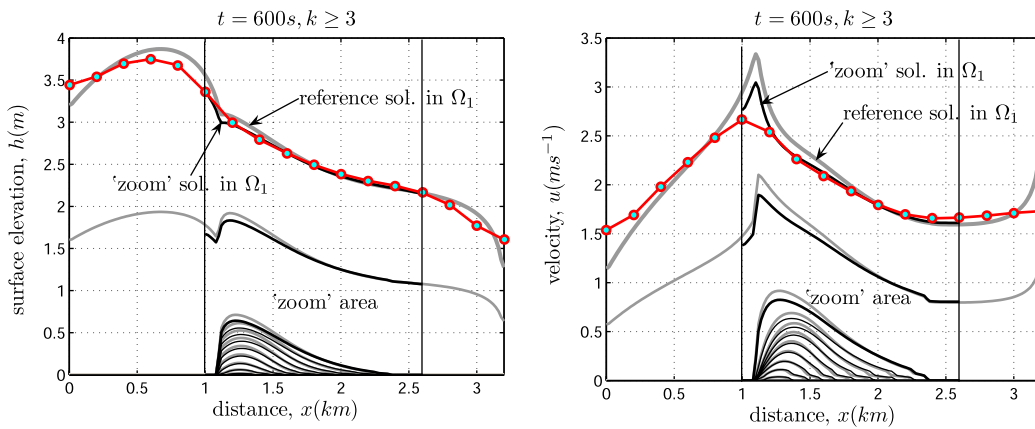 t = 600s, k ≥ 3
surface elevation, h(m)
4
3.5
3
2.5
2
1.5
1
0.5
0
reference sol. in Ω₁
'zoom' sol. in Ω₁
'zoom' area
0 0.5 1 1.5 2 2.5 3
distance, x(km)
t = 600s, k ≥ 3
velocity, u(ms⁻¹)
3.5
3
2.5
2
1.5
1
0.5
0
'zoom' sol. in Ω₁
reference sol. in Ω₁
'zoom' area
0 0.5 1 1.5 2 2.5 3
distance, x(km)